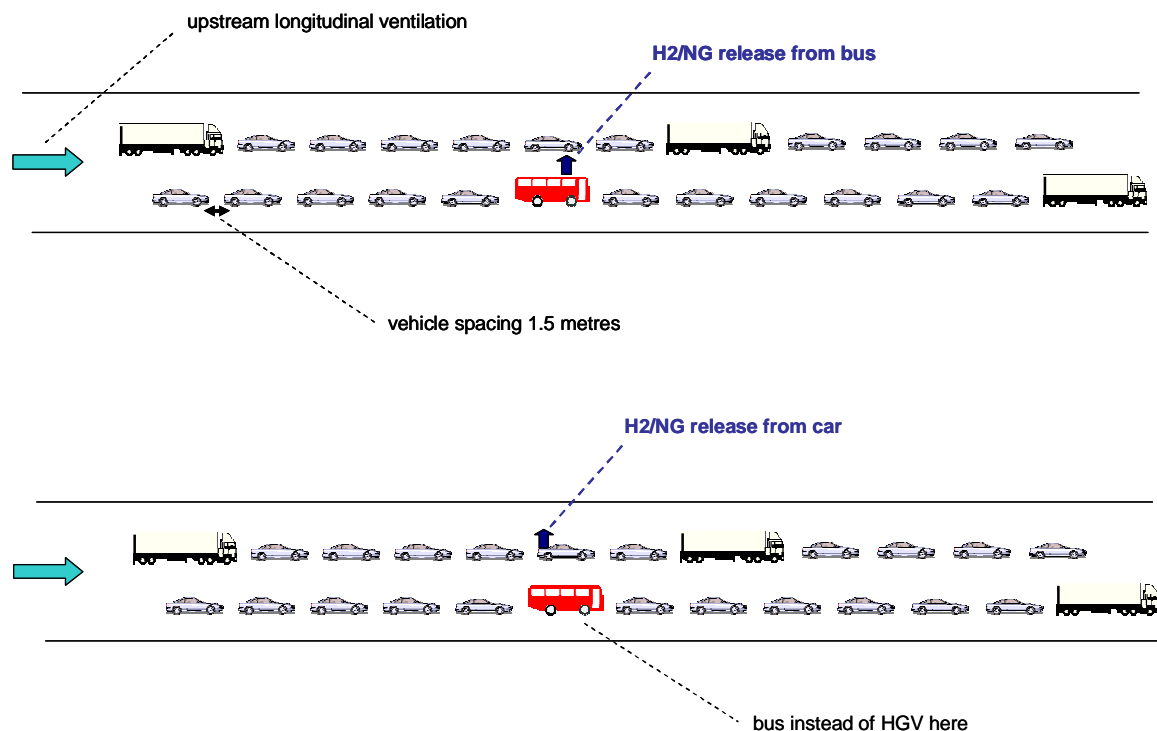 upstream longitudinal ventilation
H2/NG release from bus
vehicle spacing 1.5 metres
H2/NG release from car
bus instead of HGV here